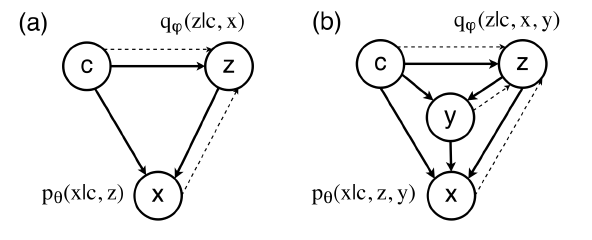 (a)
qφ(z|c, x)
c
z
x
pθ(x|c, z)
(b)
qφ(z|c, x, y)
c
z
y
x
pθ(x|c, z, y)